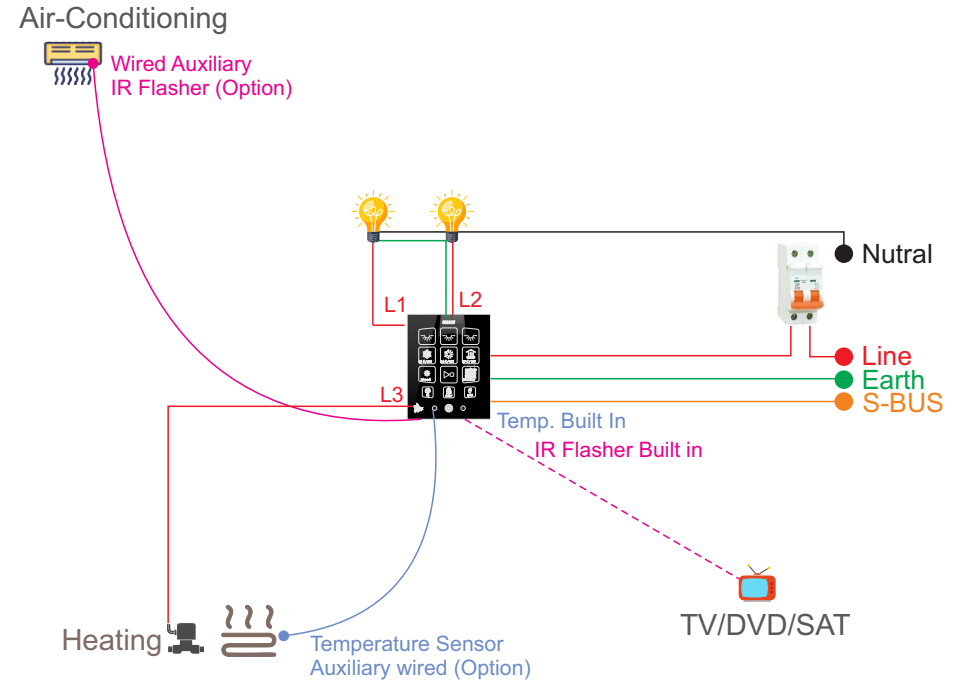 Air-Conditioning
Wired Auxiliary
IR Flasher (Option)
Nutral
L1
L2
Line
Earth
L3
S-BUS
Temp. Built In
IR Flasher Built in
TV/DVD/SAT
Heating
Temperature Sensor
Auxiliary wired (Option)